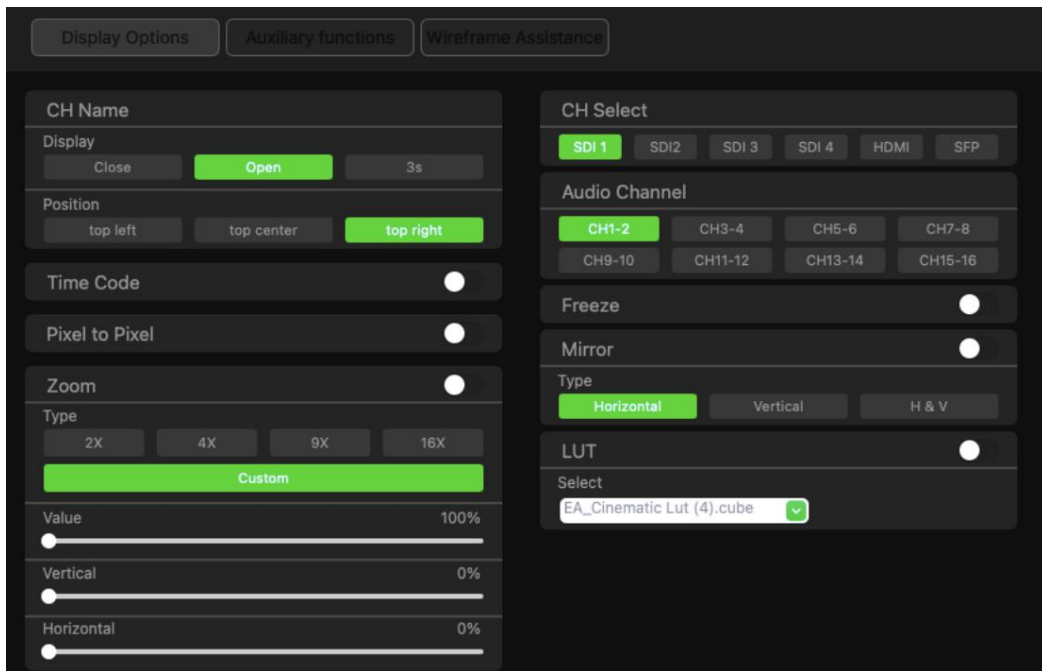 Display Options
Auxiliary functions
Wireframe Assistance
CH Name
Display
Close Open 3s
Position
top left top center top right
Time Code
Pixel to Pixel
Zoom
Type
2X 4X 9X 16X
Custom
Value 100%
Vertical 0%
Horizontal 0%
CH Select
SDI 1 SDI2 SDI 3 SDI 4 HDMI SFP
Audio Channel
CH1-2 CH3-4 CH5-6 CH7-8
CH9-10 CH11-12 CH13-14 CH15-16
Freeze
Mirror
Type
Horizontal Vertical H & V
LUT
Select
EA_Cinematic Lut (4).cube